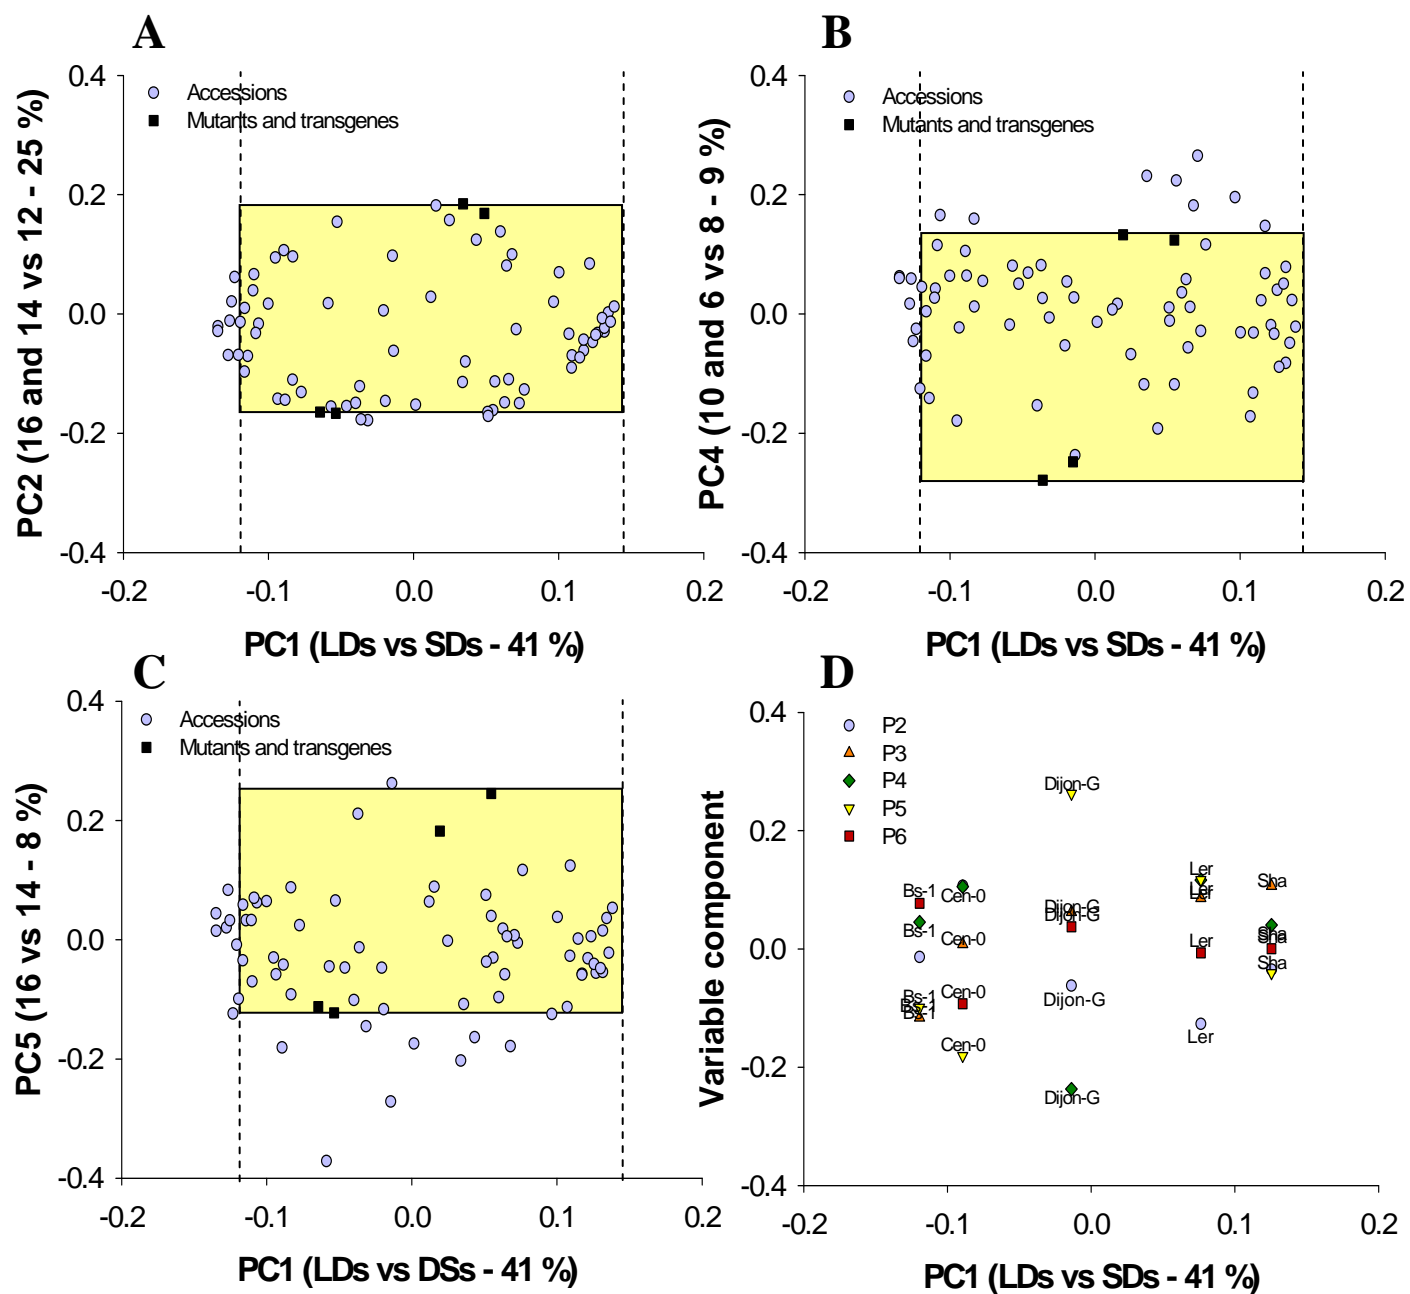 A
PC2 (16 and 14 vs 12 - 25 %)
0.4
0.2
0.0
-0.2
-0.4
Accessions
Mutants and transgenes
-0.2
-0.1
0.0
0.1
0.2
PC1 (LDs vs SDs - 41 %)
B
PC4 (10 and 6 vs 8 - 9 %)
0.4
0.2
0.0
-0.2
-0.4
Accessions
Mutants and transgenes
-0.2
-0.1
0.0
0.1
0.2
PC1 (LDs vs SDs - 41 %)
C
PC5 (16 vs 14 - 8 %)
0.4
0.2
0.0
-0.2
-0.4
Accessions
Mutants and transgenes
-0.2
-0.1
0.0
0.1
0.2
PC1 (LDs vs DSs - 41 %)
D
Variable component
0.4
0.2
0.0
-0.2
-0.4
P2
P3
P4
P5
P6
Bs-1
Bs-1
Bs-1
Bs-1
Bs-1
Cen-0
Cen-0
Cen-0
Cen-0
Dijon-G
Dijon-G
Dijon-G
Dijon-G
Dijon-G
Ler
Ler
Ler
Ler
Ler
Sha
Sha
Sha
Sha
-0.2
-0.1
0.0
0.1
0.2
PC1 (LDs vs SDs - 41 %)